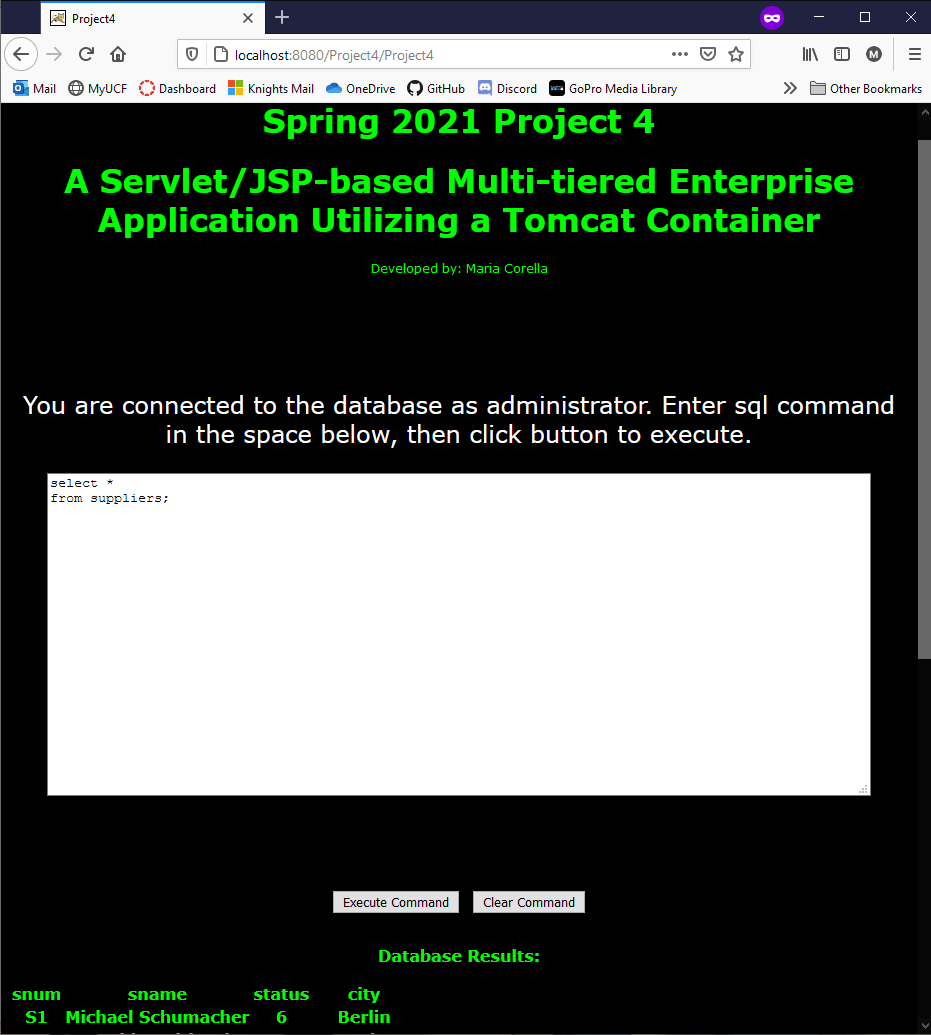 Project4
localhost:8080/Project4/Project4
M
Mail MyUCF Dashboard Knights Mail OneDrive GitHub Discord GoPro Media Library Other Bookmarks
Spring 2021 Project 4
A Servlet/JSP-based Multi-tiered Enterprise
Application Utilizing a Tomcat Container
Developed by: Maria Corella
You are connected to the database as administrator. Enter sql command
in the space below, then click button to execute.
select *
from suppliers;
Execute Command Clear Command
Database Results:
snum sname status city
S1 Michael Schumacher 6 Berlin